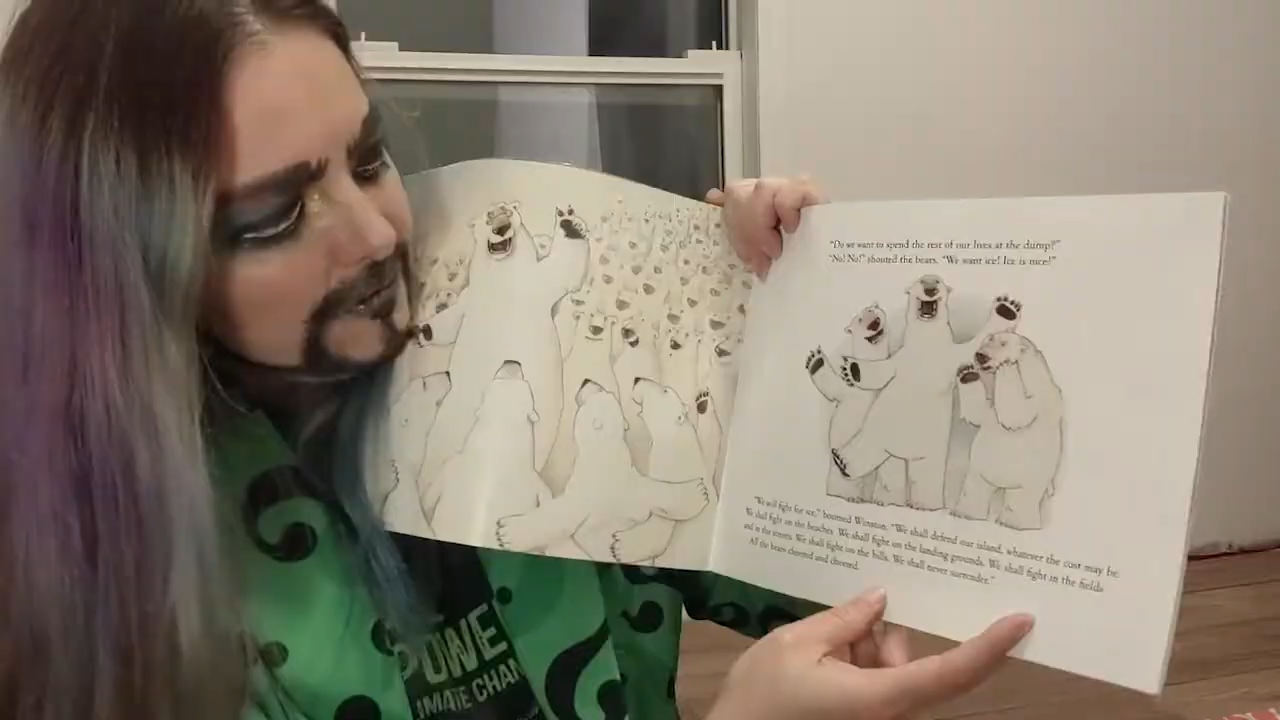 "Do we want to spend the rest of our lives at the dump?"
"No! No!" shouted the bears. "We want ice! Ice is nice!"
"We will fight for ice," boomed Winston. "We shall defend our island, whatever the cost may be.
We shall fight on the beaches. We shall fight on the landing grounds. We shall fight in the fields
and in the streets. We shall fight on the hills. We shall never surrender."
All the bears cheered and cheered.
POWE
LIMATE CHAN